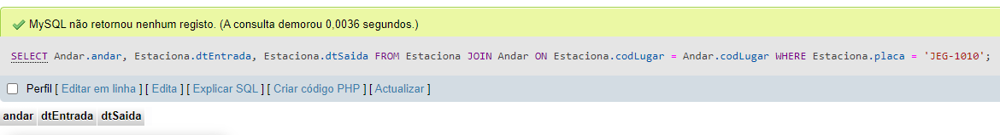 MySQL não retornou nenhum registo. (A consulta demorou 0,0036 segundos.)
SELECT Andar.andar, Estaciona.dtEntrada, Estaciona.dtSaida FROM Estaciona JOIN Andar ON Estaciona.codLugar = Andar.codLugar WHERE Estaciona.placa = 'JEG-1010';
Perfil [ Editar em linha ] [ Edita ] [ Explicar SQL ] [ Criar código PHP ] [ Actualizar ]
andar dtEntrada dtSaida